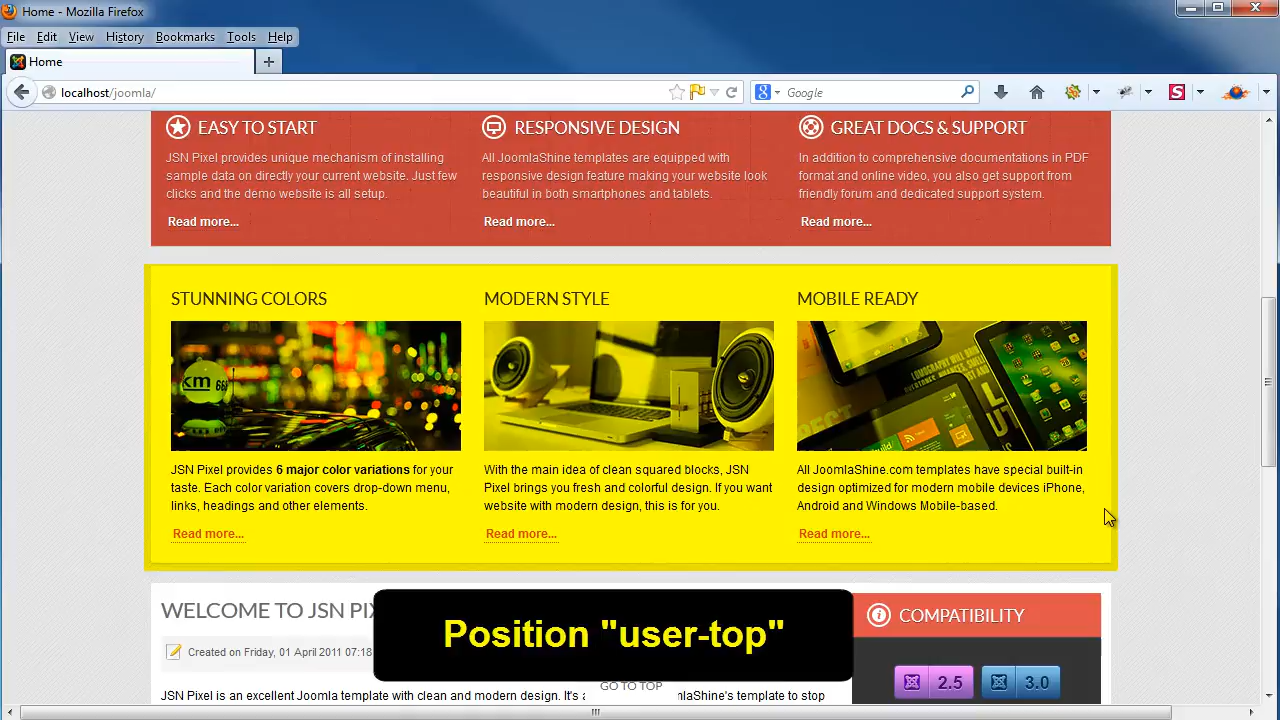 Home - Mozilla Firefox
File Edit View History Bookmarks Tools Help
Home
localhost/joomla/
Google
EASY TO START
JSN Pixel provides unique mechanism of installing
sample data on directly your current website. Just few
clicks and the demo website is all setup.
Read more...
RESPONSIVE DESIGN
All JoomlaShine templates are equipped with
responsive design feature making your website look
beautiful in both smartphones and tablets.
Read more...
GREAT DOCS & SUPPORT
In addition to comprehensive documentations in PDF
format and online video, you also get support from
friendly forum and dedicated support system.
Read more...
STUNNING COLORS
km 66
JSN Pixel provides 6 major color variations for your
taste. Each color variation covers drop-down menu,
links, headings and other elements.
Read more...
MODERN STYLE
With the main idea of clean squared blocks, JSN
Pixel brings you fresh and colorful design. If you want
website with modern design, this is for you.
Read more...
MOBILE READY
All JoomlaShine.com templates have special built-in
design optimized for modern mobile devices iPhone,
Android and Windows Mobile-based.
Read more...
WELCOME TO JSN PIX
Created on Friday, 01 April 2011 07:18
JSN Pixel is an excellent Joomla template with clean and modern design. It's a
mlaShine's template to stop
Position "user-top"
GO TO TOP
COMPATIBILITY
2.5
3.0